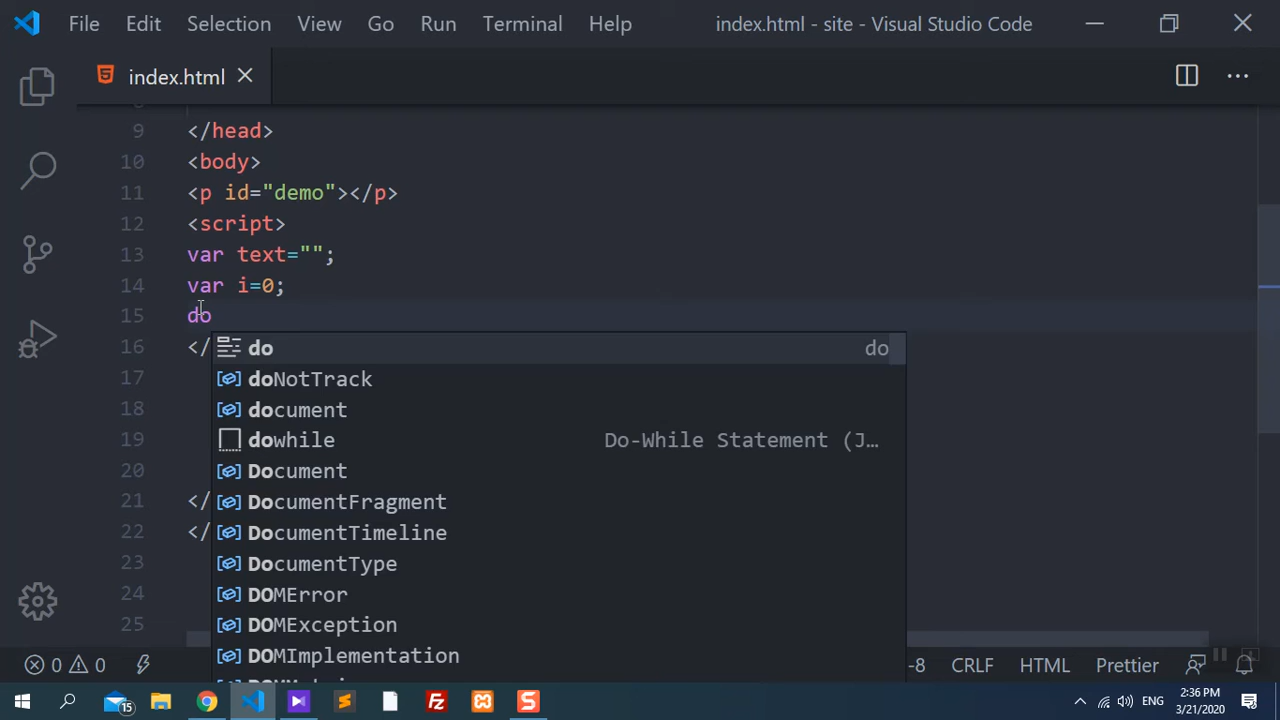 File Edit Selection View Go Run Terminal Help index.html - site - Visual Studio Code
index.html
9 </head>
10 <body>
11 <p id="demo"></p>
12 <script>
13 var text="";
14 var i=0;
15 do
16 </ do do
17 doNotTrack
18 document
19 dowhile Do-While Statement (J…
20 Document
21 </ DocumentFragment
22 </ DocumentTimeline
23 DocumentType
24 DOMError
25 DOMException
DOMImplementation
0 0 -8 CRLF HTML Prettier
15 ENG 2:36 PM
3/21/2020